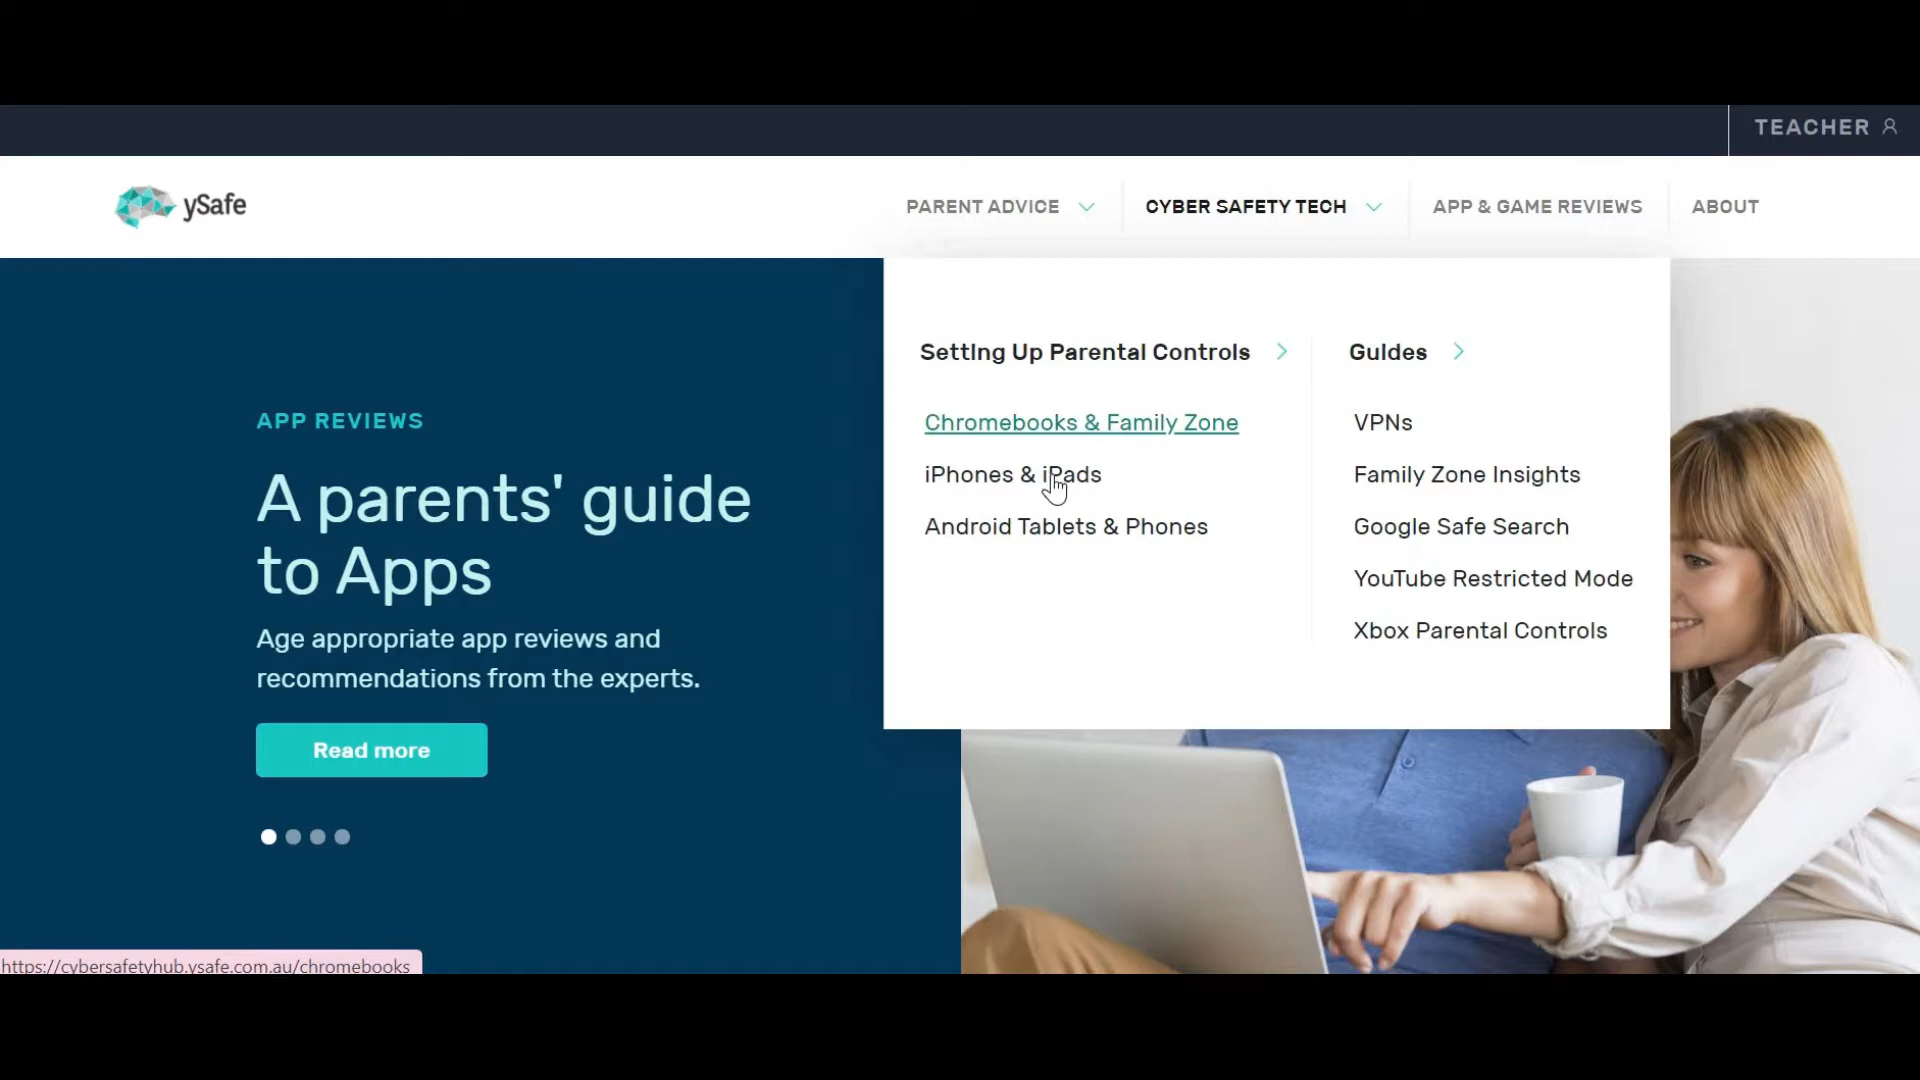 TEACHER
ySafe
PARENT ADVICE
CYBER SAFETY TECH
APP & GAME REVIEWS
ABOUT
Setting Up Parental Controls
Chromebooks & Family Zone
iPhones & iPads
Android Tablets & Phones
Guides
VPNs
Family Zone Insights
Google Safe Search
YouTube Restricted Mode
Xbox Parental Controls
APP REVIEWS
A parents' guide
to Apps
Age appropriate app reviews and
recommendations from the experts.
Read more
https://cybersafetyhub.ysafe.com.au/chromebooks